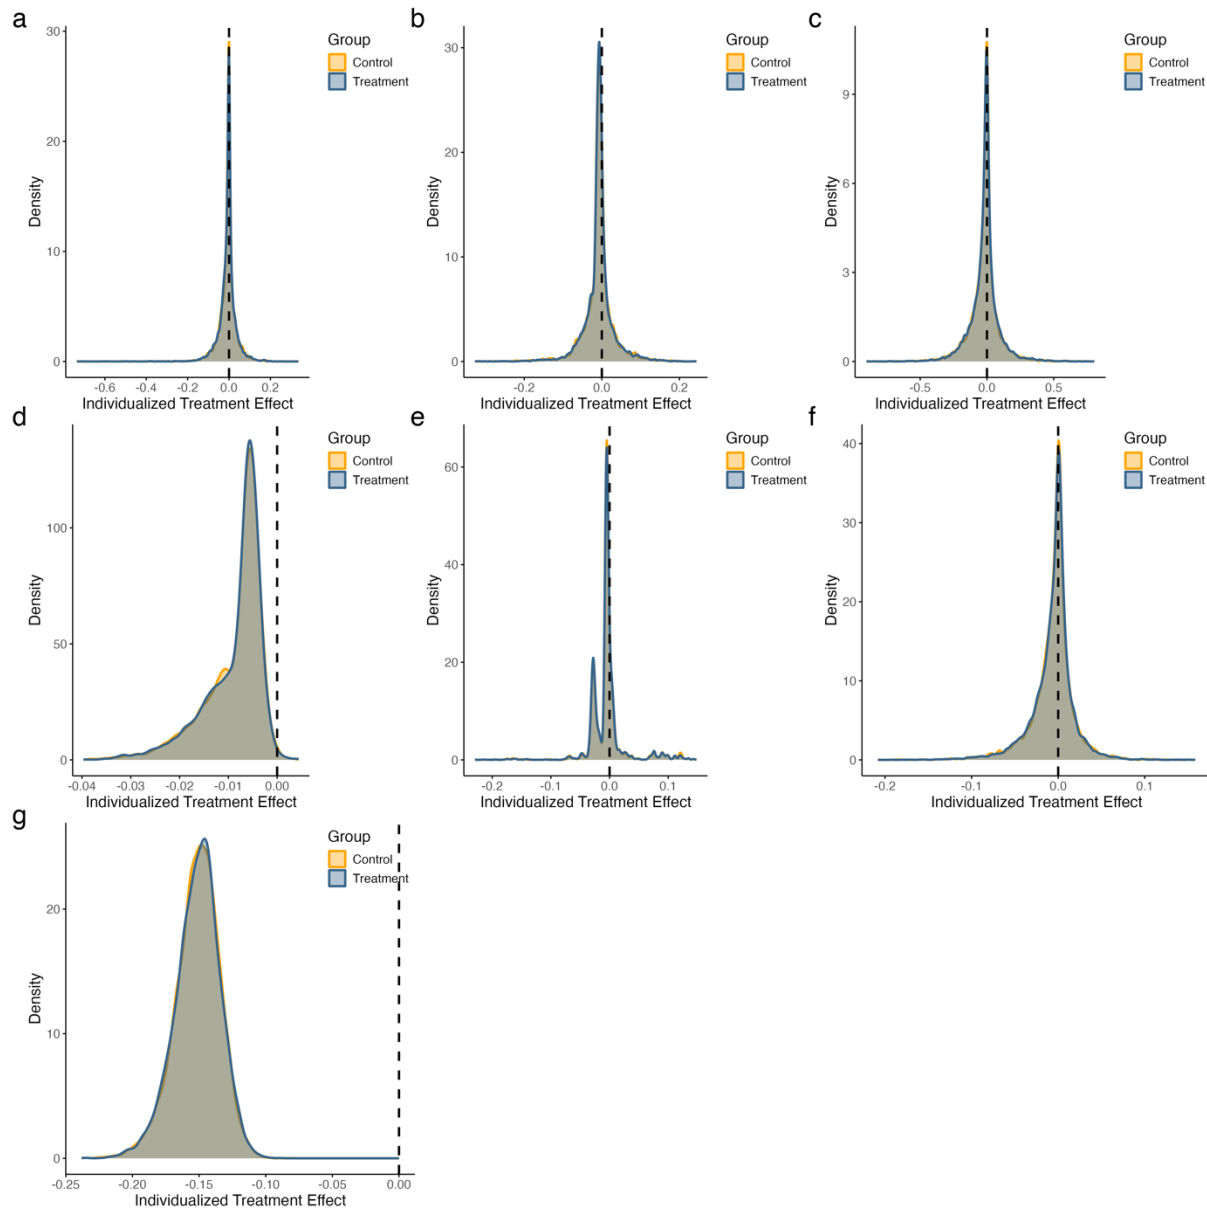 a
30
20
10
0
Density
-0.6 -0.4 -0.2 0.0 0.2
Individualized Treatment Effect
Group
Control
Treatment
b
30
20
10
0
Density
-0.2 0.0 0.2
Individualized Treatment Effect
Group
Control
Treatment
c
9
6
3
0
Density
-0.5 0.0 0.5
Individualized Treatment Effect
Group
Control
Treatment
d
100
50
0
Density
-0.04 -0.03 -0.02 -0.01 0.00
Individualized Treatment Effect
Group
Control
Treatment
e
60
40
20
0
Density
-0.2 -0.1 0.0 0.1
Individualized Treatment Effect
Group
Control
Treatment
f
40
30
20
10
0
Density
-0.2 -0.1 0.0 0.1
Individualized Treatment Effect
Group
Control
Treatment
g
20
10
0
Density
-0.25 -0.20 -0.15 -0.10 -0.05 0.00
Individualized Treatment Effect
Group
Control
Treatment